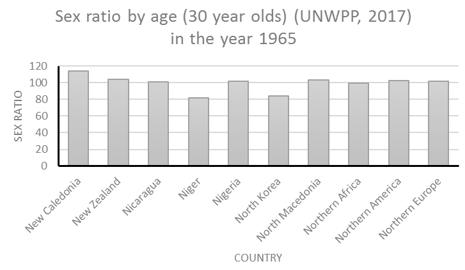 Sex ratio by age (30 year olds) (UNWPP, 2017)
in the year 1965
SEX RATIO
120
100
80
60
40
20
0
New Caledonia
New Zealand
Nicaragua
Niger
Nigeria
North Korea
North Macedonia
Northern Africa
Northern America
Northern Europe
COUNTRY